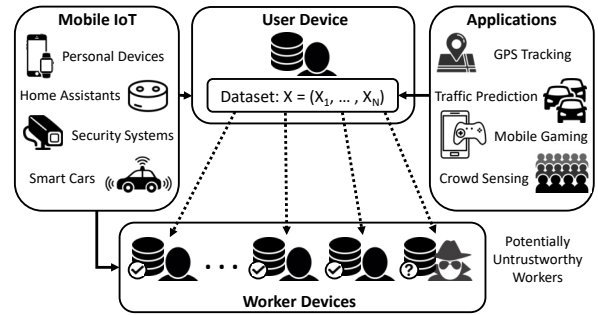 Mobile IoT
Personal Devices
Home Assistants
Security Systems
Smart Cars
User Device
Dataset: X = (X₁, ... , X_N)
Applications
GPS Tracking
Traffic Prediction
Mobile Gaming
Crowd Sensing
. . .
?
Worker Devices
Potentially
Untrustworthy
Workers